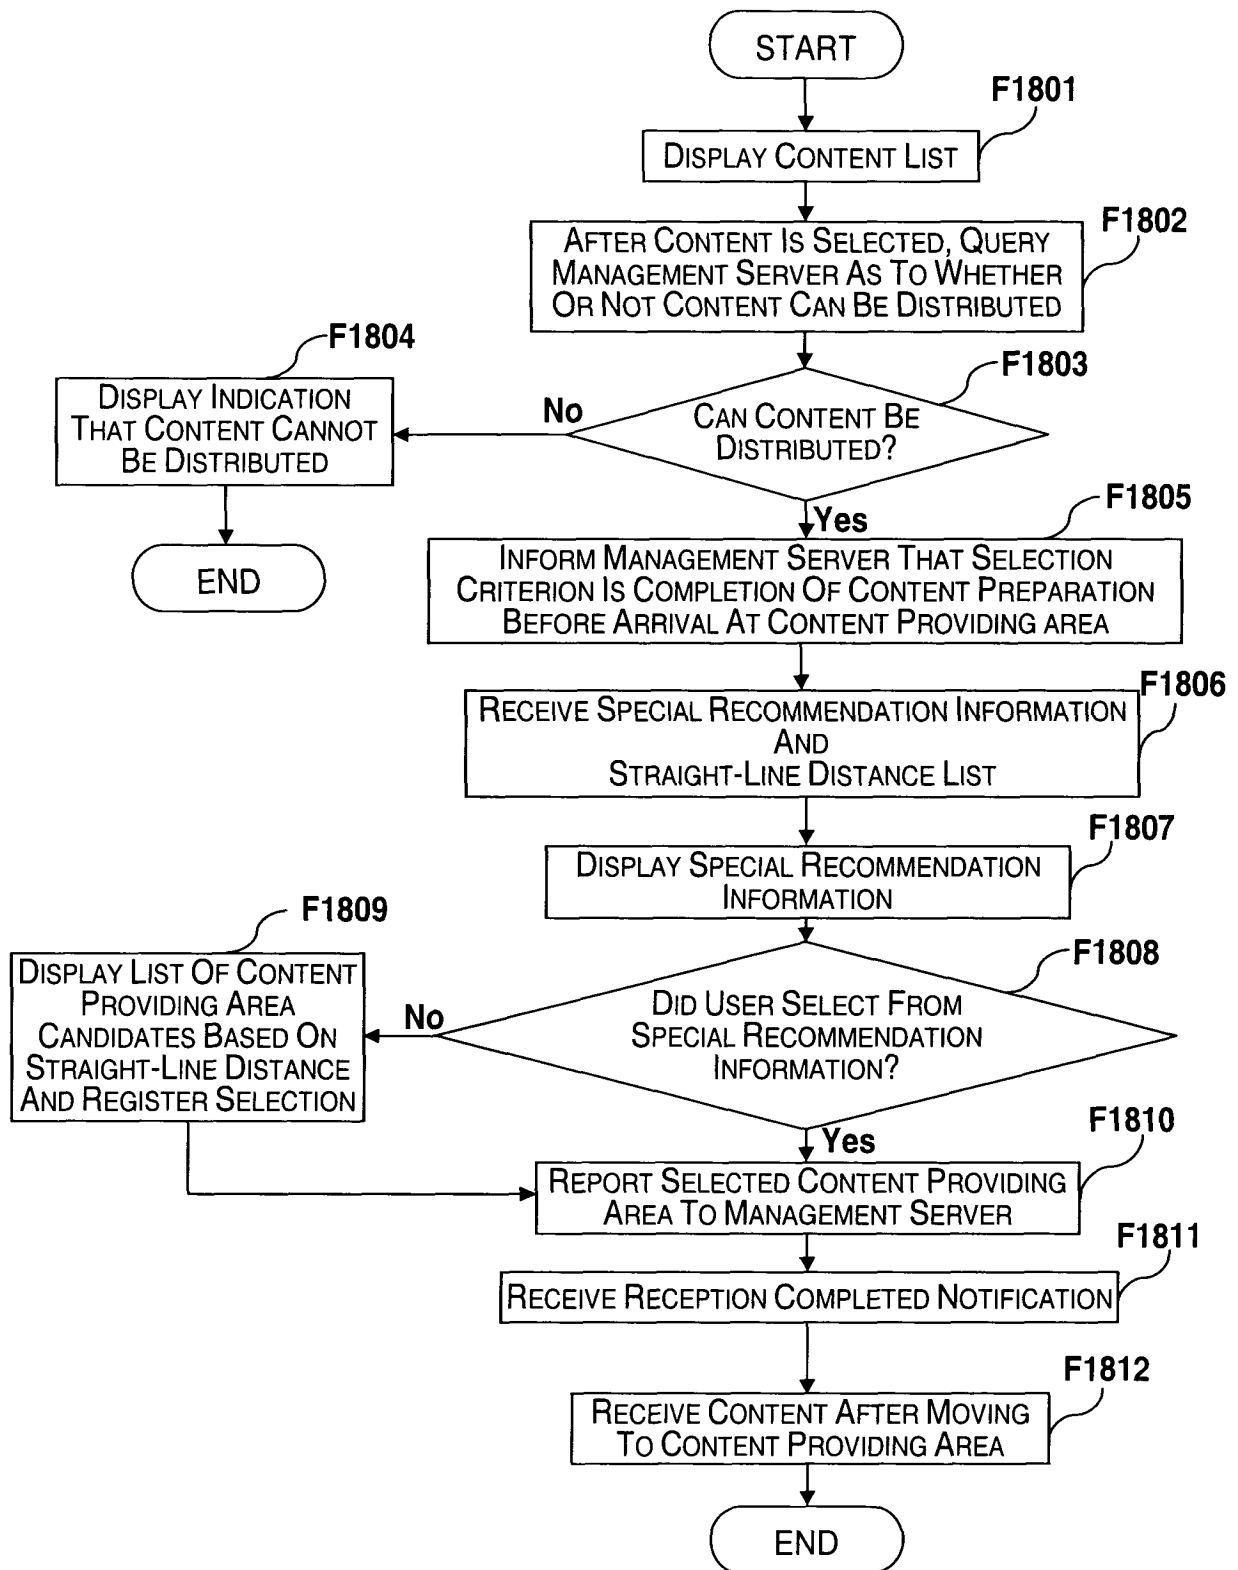 START
F1801
DISPLAY CONTENT LIST
F1802
AFTER CONTENT IS SELECTED, QUERY
MANAGEMENT SERVER AS TO WHETHER
OR NOT CONTENT CAN BE DISTRIBUTED
F1803
CAN CONTENT BE
DISTRIBUTED?
No
F1804
DISPLAY INDICATION
THAT CONTENT CANNOT
BE DISTRIBUTED
END
Yes
F1805
INFORM MANAGEMENT SERVER THAT SELECTION
CRITERION IS COMPLETION OF CONTENT PREPARATION
BEFORE ARRIVAL AT CONTENT PROVIDING AREA
F1806
RECEIVE SPECIAL RECOMMENDATION INFORMATION
AND
STRAIGHT-LINE DISTANCE LIST
F1807
DISPLAY SPECIAL RECOMMENDATION
INFORMATION
F1808
DID USER SELECT FROM
SPECIAL RECOMMENDATION
INFORMATION?
No
F1809
DISPLAY LIST OF CONTENT
PROVIDING AREA
CANDIDATES BASED ON
STRAIGHT-LINE DISTANCE
AND REGISTER SELECTION
Yes
F1810
REPORT SELECTED CONTENT PROVIDING
AREA TO MANAGEMENT SERVER
F1811
RECEIVE RECEPTION COMPLETED NOTIFICATION
F1812
RECEIVE CONTENT AFTER MOVING
TO CONTENT PROVIDING AREA
END